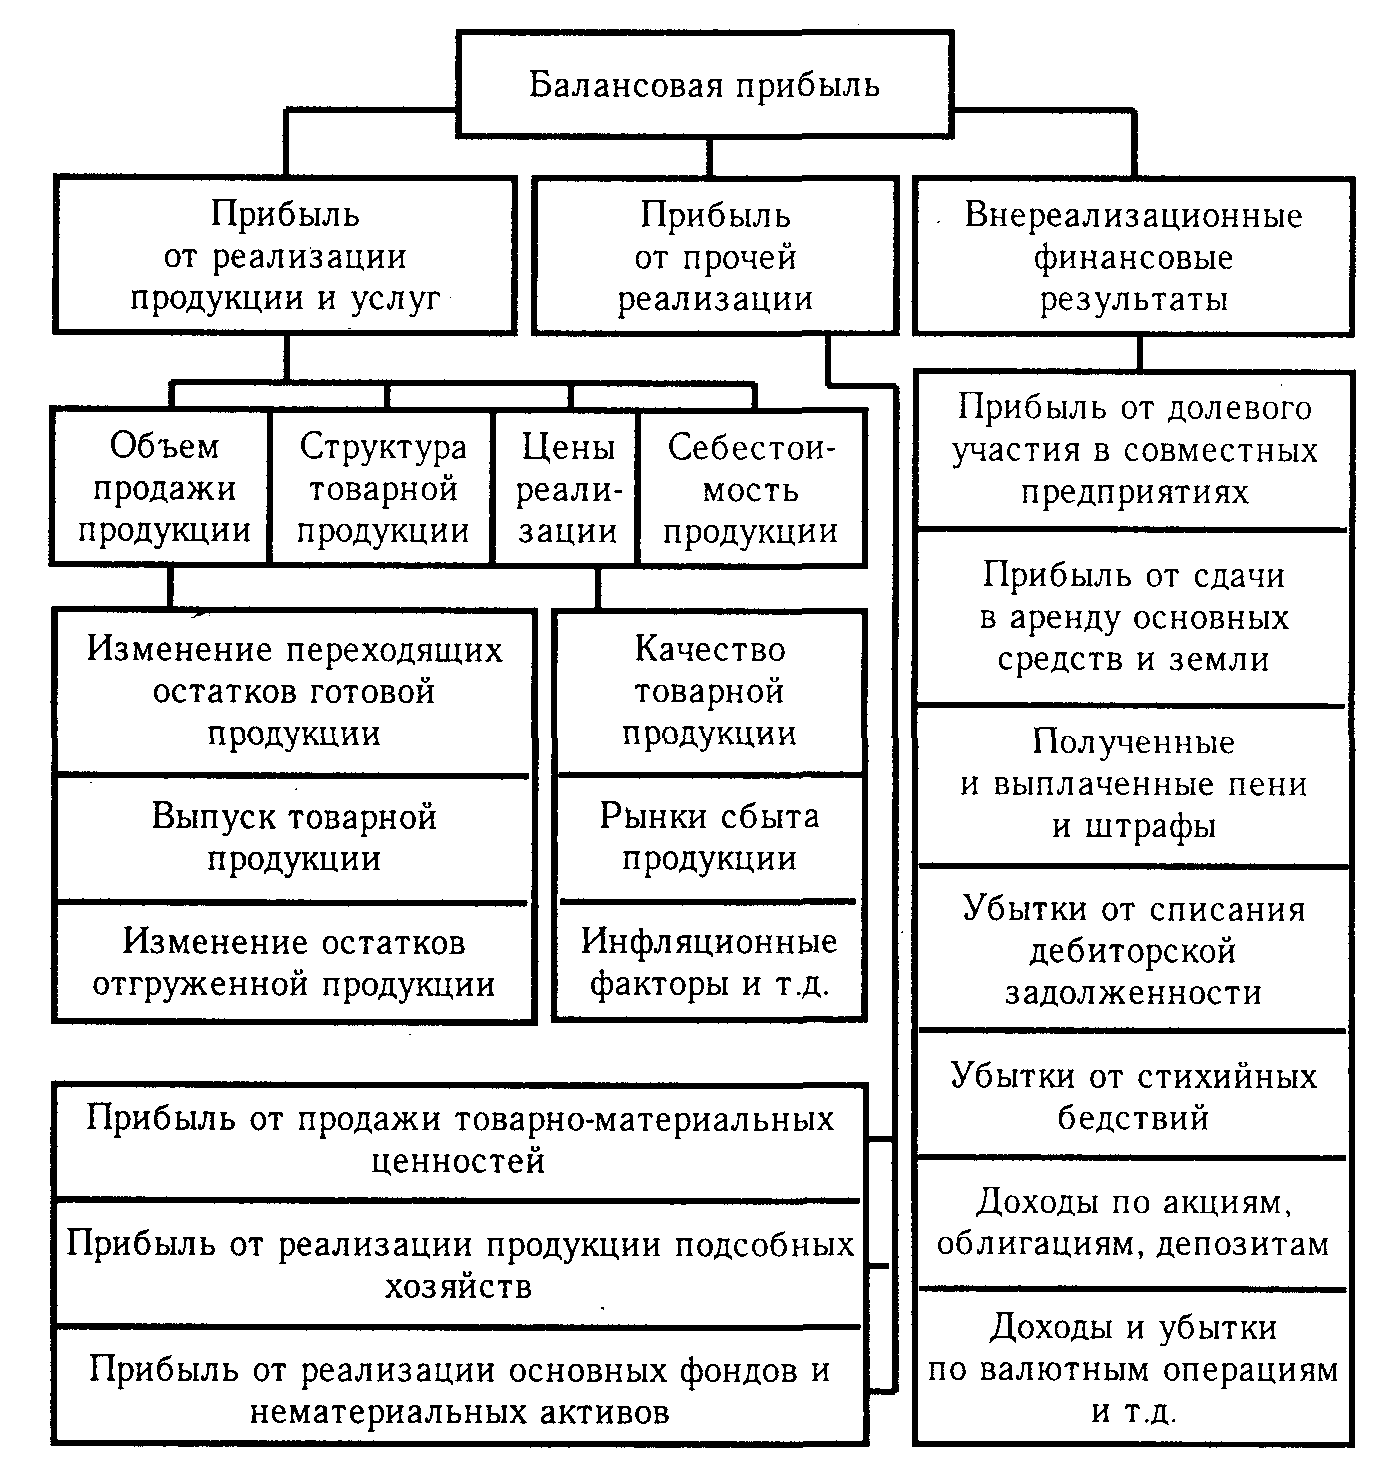 Балансовая прибыль
Прибыль
от реализации
продукции и услуг
Прибыль
от прочей
реализации
Внереализационные
финансовые
результаты
Объем
продажи
продукции
Структура
товарной
продукции
Цены
реали-
зации
Себестои-
мость
продукции
Изменение переходящих
остатков готовой
продукции
Выпуск товарной
продукции
Изменение остатков
отгруженной продукции
Качество
товарной
продукции
Рынки сбыта
продукции
Инфляционные
факторы и т.д.
Прибыль от продажи товарно-материальных
ценностей
Прибыль от реализации продукции подсобных
хозяйств
Прибыль от реализации основных фондов и
нематериальных активов
Прибыль от долевого
участия в совместных
предприятиях
Прибыль от сдачи
в аренду основных
средств и земли
Полученные
и выплаченные пени
и штрафы
Убытки от списания
дебиторской
задолженности
Убытки от стихийных
бедствий
Доходы по акциям,
облигациям, депозитам
Доходы и убытки
по валютным операциям
и т.д.